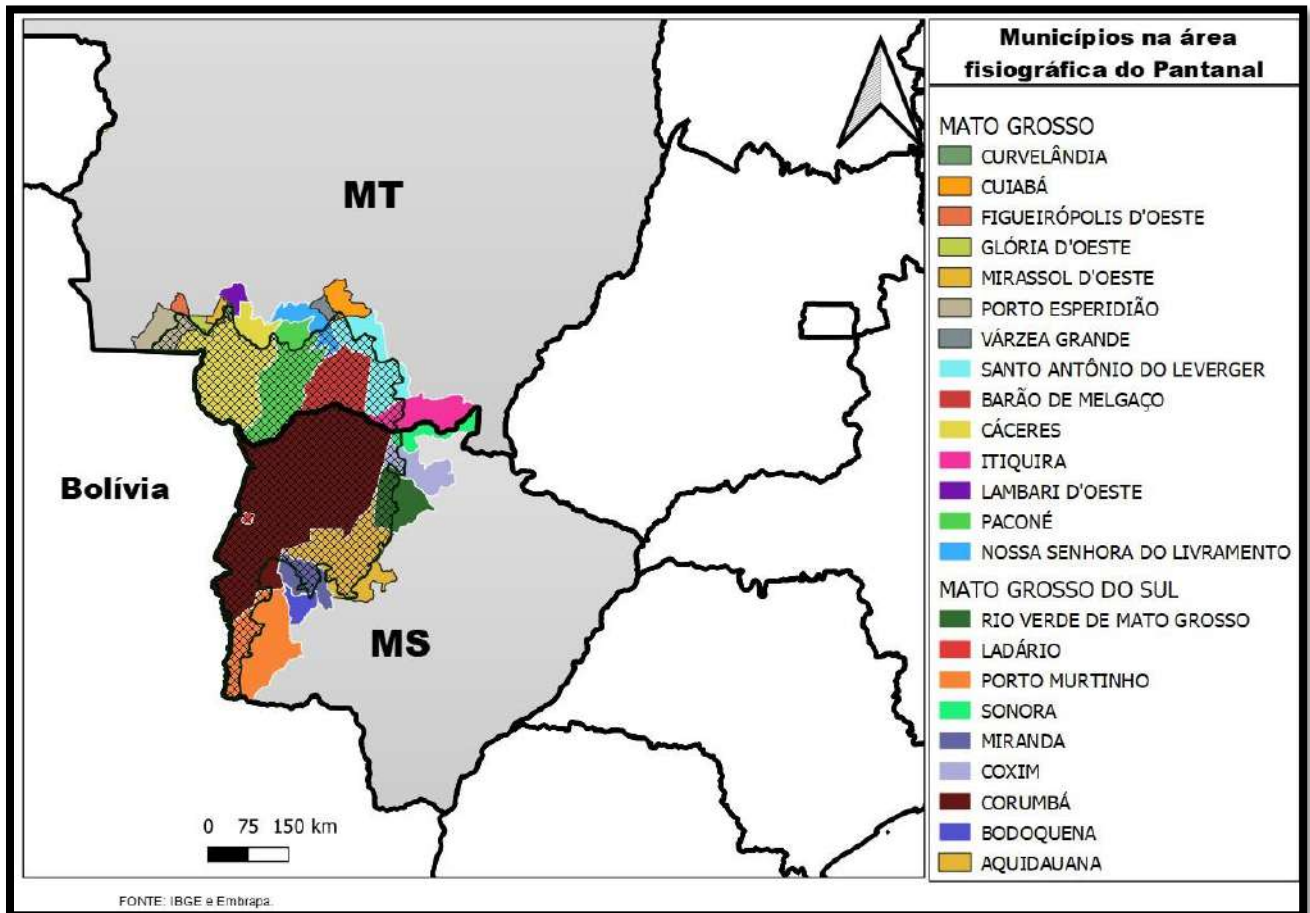 Municípios na área
fisiográfica do Pantanal
MT
Bolívia
MS
0 75 150 km
MATO GROSSO
CURVELÂNDIA
CUIABÁ
FIGUEIRÓPOLIS D'OESTE
GLÓRIA D'OESTE
MIRASSOL D'OESTE
PORTO ESPERIDIÃO
VÁRZEA GRANDE
SANTO ANTÔNIO DO LEVERGER
BARÃO DE MELGAÇO
CÁCERES
ITIQUIRA
LAMBARI D'OESTE
PACONÉ
NOSSA SENHORA DO LIVRAMENTO
MATO GROSSO DO SUL
RIO VERDE DE MATO GROSSO
LADÁRIO
PORTO MURTINHO
SONORA
MIRANDA
COXIM
CORUMBÁ
BODOQUENA
AQUIDAUANA
FONTE: IBGE e Embrapa.